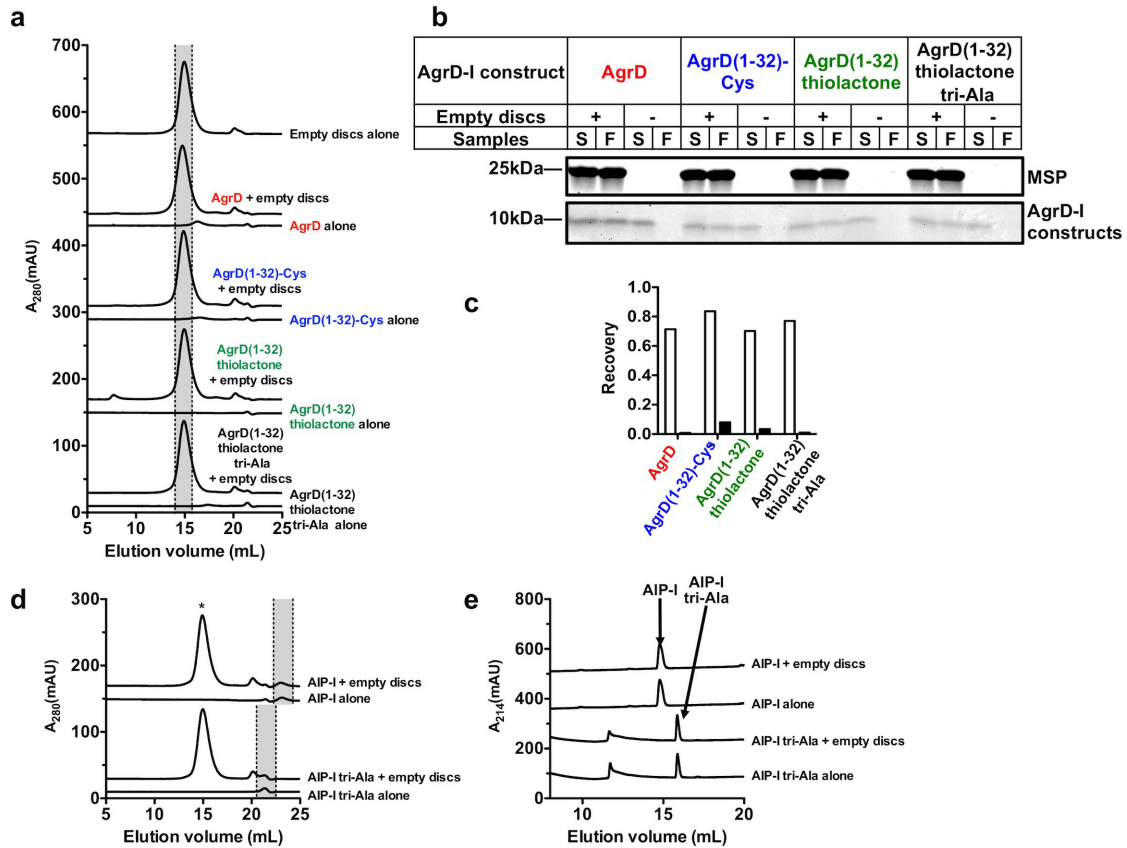 a
700
600
500
400
300
200
100
0
A280(mAU)
5 10 15 20 25
Elution volume (mL)
Empty discs alone
AgrD + empty discs
AgrD alone
AgrD(1-32)-Cys
+ empty discs
AgrD(1-32)-Cys alone
AgrD(1-32)
thiolactone
+ empty discs
AgrD(1-32)
thiolactone alone
AgrD(1-32)
thiolactone
tri-Ala
+ empty discs
AgrD(1-32)
thiolactone
tri-Ala alone
b
AgrD-I construct
AgrD
AgrD(1-32)-
Cys
AgrD(1-32)
thiolactone
AgrD(1-32)
thiolactone
tri-Ala
Empty discs + - + - + - + -
Samples S F S F S F S F S F S F S F S F
25kDa
MSP
10kDa
AgrD-I
constructs
c
Recovery
1.0
0.8
0.6
0.4
0.2
0.0
AgrD
AgrD(1-32)-Cys
AgrD(1-32)
thiolactone
AgrD(1-32)
thiolactone
tri-Ala
d
300
200
100
0
A280(mAU)
*
5 10 15 20 25
Elution volume (mL)
AIP-I + empty discs
AIP-I alone
AIP-I tri-Ala + empty discs
AIP-I tri-Ala alone
e
800
600
400
200
0
A214(mAU)
10 15 20
Elution volume (mL)
AIP-I
AIP-I
tri-Ala
AIP-I + empty discs
AIP-I alone
AIP-I tri-Ala + empty discs
AIP-I tri-Ala alone